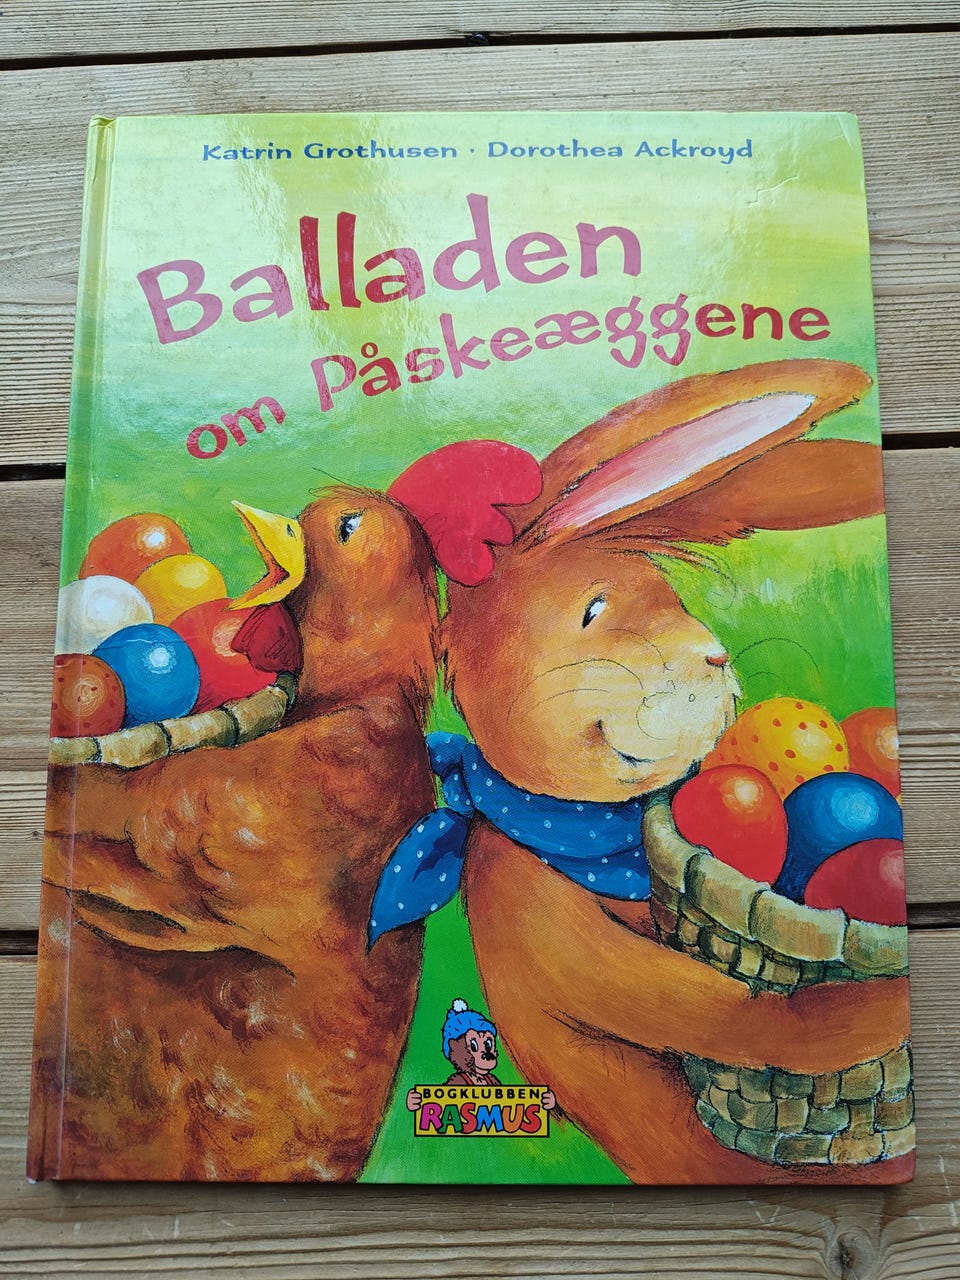 Katrin Grothusen · Dorothea Ackroyd
Balladen
om Påskeæggene
BOGKLUBBEN
RASMUS